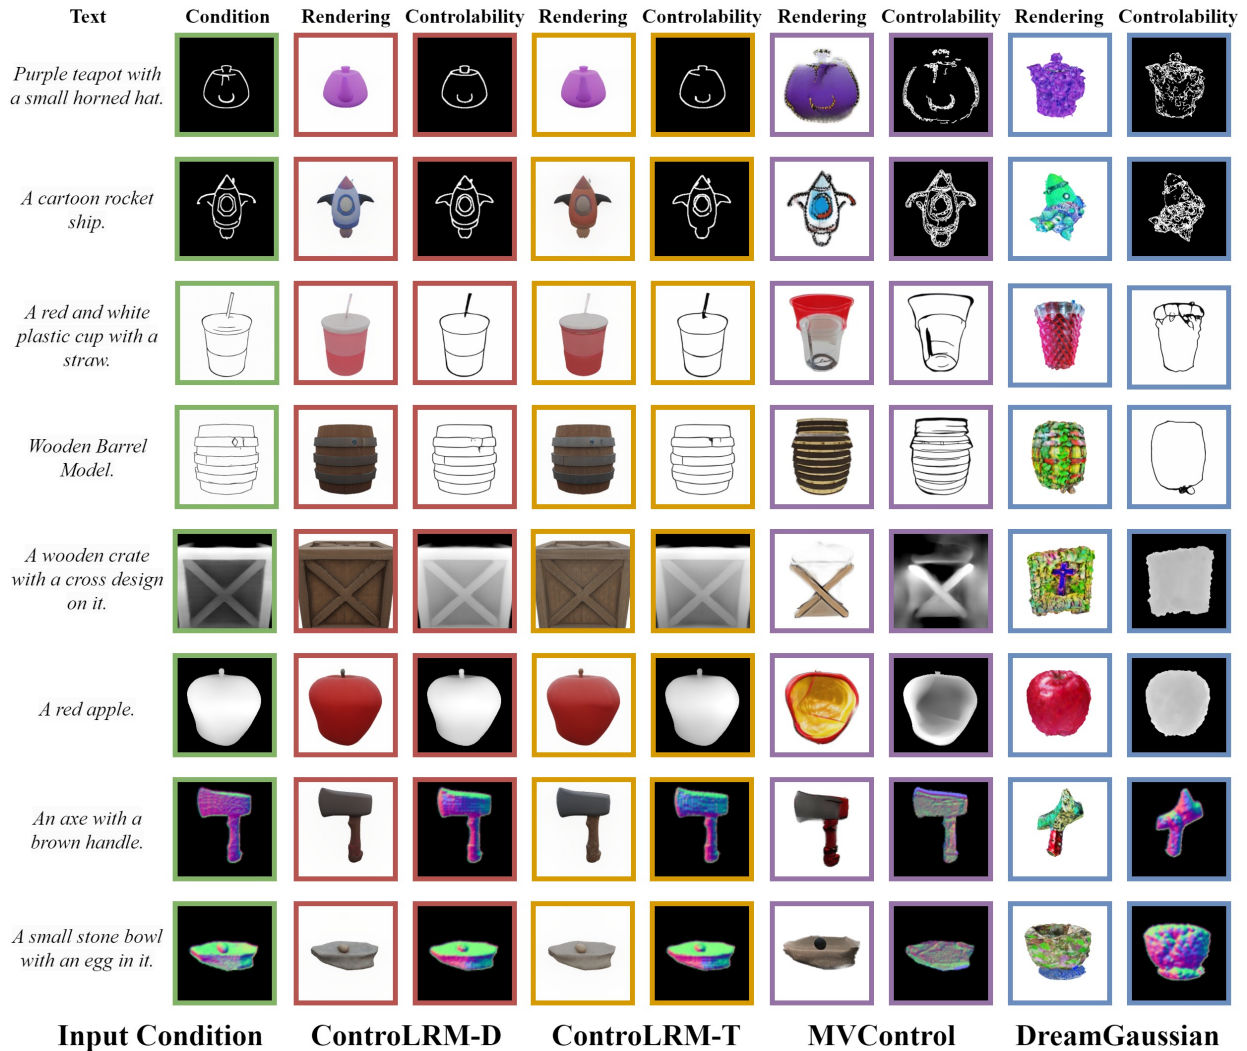 Text Condition Rendering Controlability Rendering Controlability Rendering Controlability Rendering Controlability
Purple teapot with
a small horned hat.
A cartoon rocket
ship.
A red and white
plastic cup with a
straw.
Wooden Barrel
Model.
A wooden crate
with a cross design
on it.
A red apple.
An axe with a
brown handle.
A small stone bowl
with an egg in it.
Input Condition ControLRM-D ControLRM-T MVControl DreamGaussian